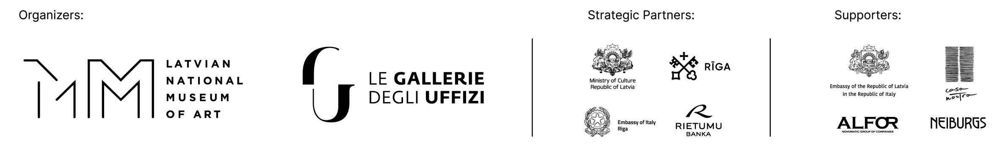 Organizers:
LATVIAN
NATIONAL
MUSEUM
OF ART
LE GALLERIE
DEGLI UFFIZI
Strategic Partners:
Ministry of Culture
Republic of Latvia
RĪGA
Embassy of Italy
Riga
RIETUMU
BANKA
Supporters:
Embassy of the Republic of Latvia
in the Republic of Italy
casa
nostra
ALFOR
NOVOMATIC GROUP OF COMPANIES
NEIBURGS